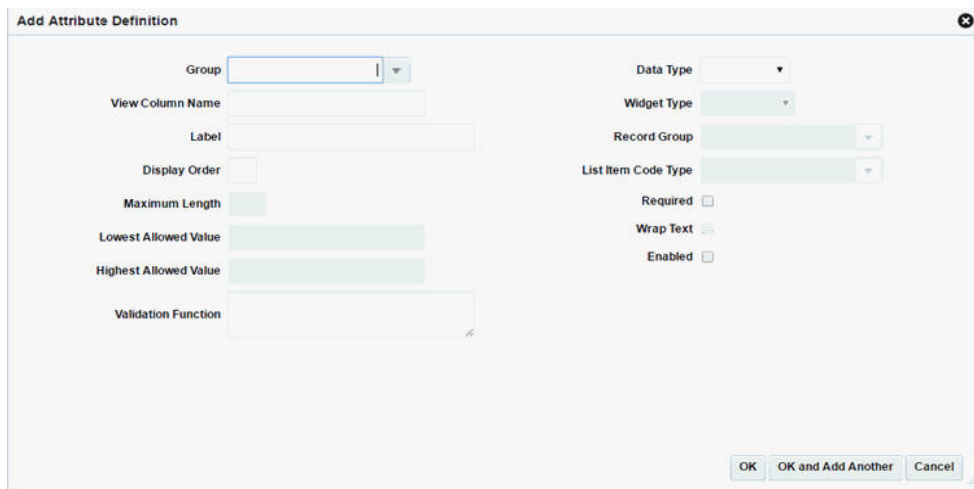 Add Attribute Definition
Group
View Column Name
Label
Display Order
Maximum Length
Lowest Allowed Value
Highest Allowed Value
Validation Function
Data Type
Widget Type
Record Group
List Item Code Type
Required
Wrap Text
Enabled
OK
OK and Add Another
Cancel